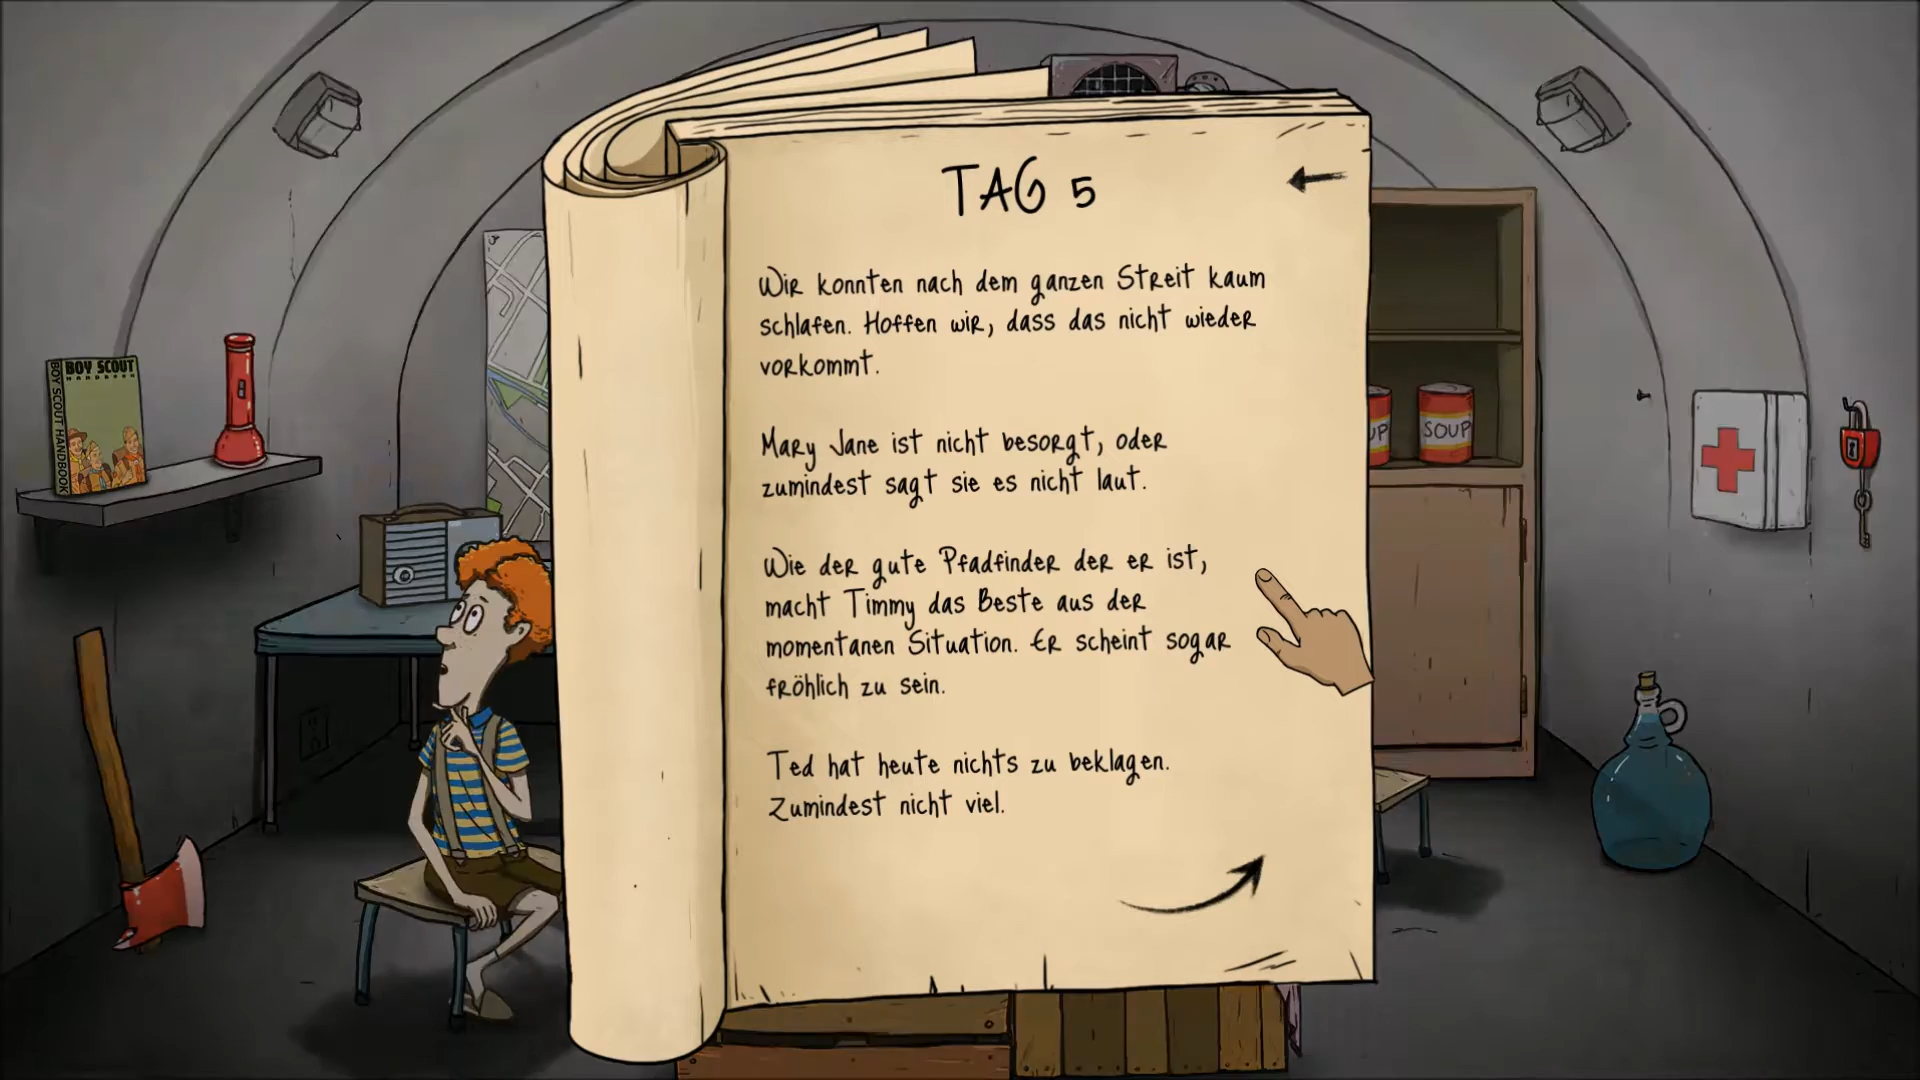 BOY SCOUT
HANDBOOK
BOY SCOUT HANDBOOK
TAG 5
Wir konnten nach dem ganzen Streit kaum
schlafen. Hoffen wir, dass das nicht wieder
vorkommt.
Mary Jane ist nicht besorgt, oder
zumindest sagt sie es nicht laut.
Wie der gute Pfadfinder der er ist,
macht Timmy das Beste aus der
momentanen Situation. Er scheint sogar
fröhlich zu sein.
Ted hat heute nichts zu beklagen.
Zumindest nicht viel.
UP
SOUP